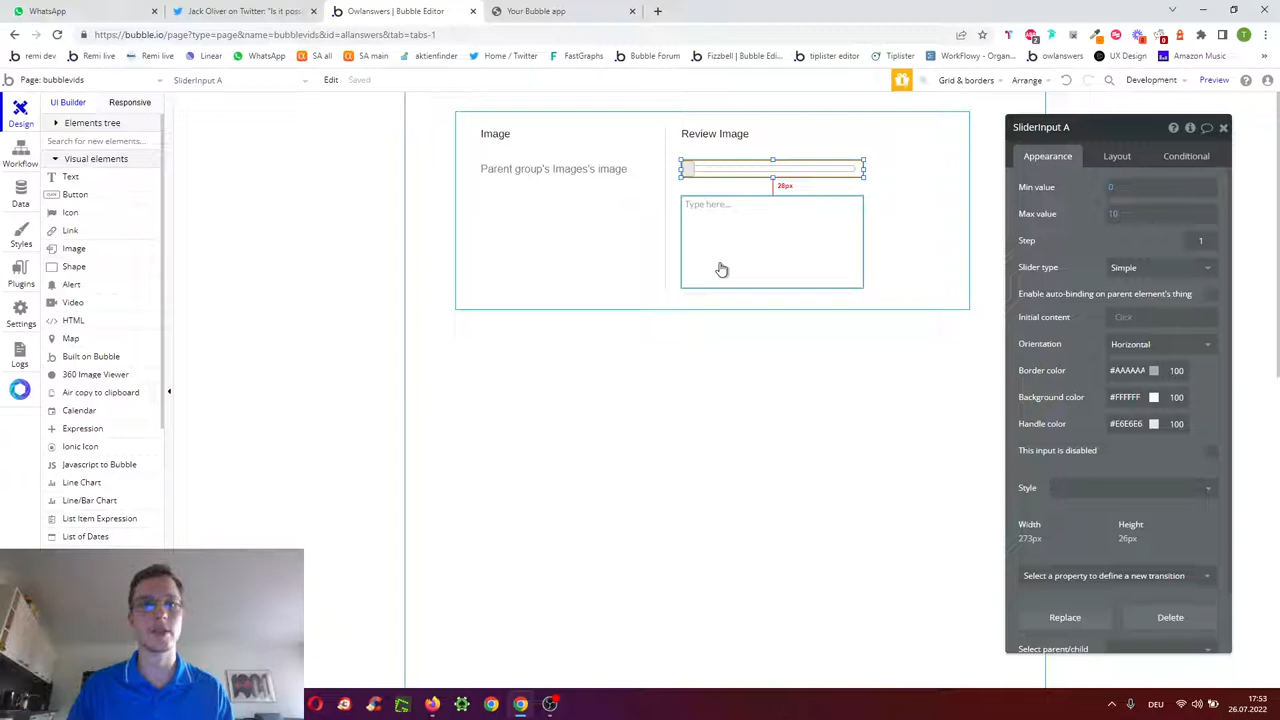 WhatsApp
Jack Oliver on Twitter: "Is it poss
Owlanswers | Bubble Editor
Your Bubble app
https://bubble.io/page?type=page&name=bubblevids&id=allanswers&tab=tabs-1
remi dev
Remi.live
Linear
WhatsApp
SA all
aktienfinder
Home / Twitter
FastGraphs
Bubble Forum
Fizzbell | Bubble Edi...
tiplister editor
Tiplister
WorkFlowy - Organ...
owlanswers
UX Design
Amazon Music
Page: bubblevids
SliderInput A
Edit
Saved
Grid & borders
Arrange
Development
Preview
Design
Workflow
Data
Styles
Plugins
Settings
Logs
UI Builder
Responsive
Elements tree
Search for new elements...
Visual elements
Text
Button
Icon
Link
Image
Shape
Alert
Video
HTML
Map
Built on Bubble
360 Image Viewer
Air copy to clipboard
Calendar
Expression
Ionic Icon
Javascript to Bubble
Line Chart
Line/Bar Chart
List Item Expression
List of Dates
Image
Parent group's Images's image
Review Image
28px
Type here...
SliderInput A
Appearance
Layout
Conditional
Min value
0
Max value
10
Step
1
Slider type
Simple
Enable auto-binding on parent element's thing
Initial content
Click
Orientation
Horizontal
Border color
#AAAAAA
100
Background color
#FFFFFF
100
Handle color
#E6E6E6
100
This input is disabled
Style
Width
Height
273px
26px
Select a property to define a new transition
Replace
Delete
Select parent/child
DEU
17:53
26.07.2022